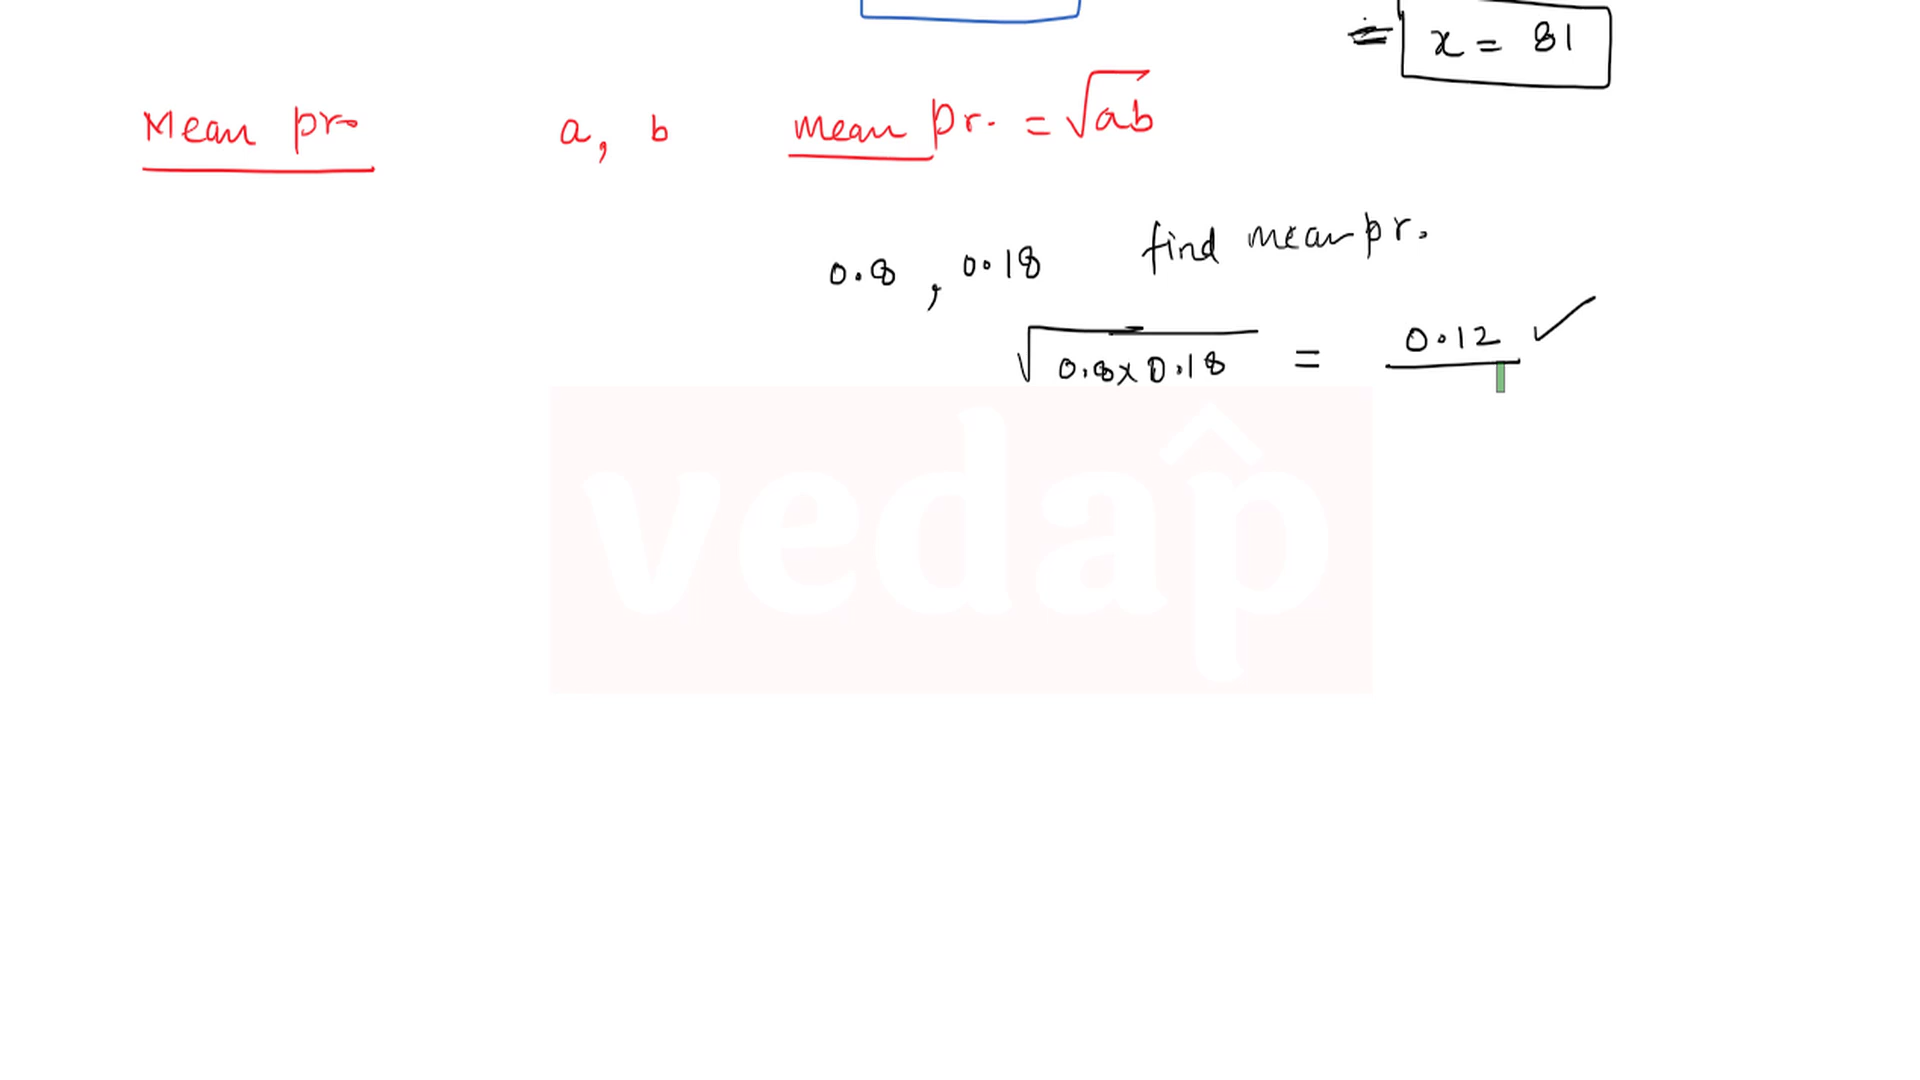 x = 81
Mean pr. a, b mean pr. = √ab
0.8 , 0.18 find mean pr.
√0.8x0.18 = 0.12 ✓
vedap